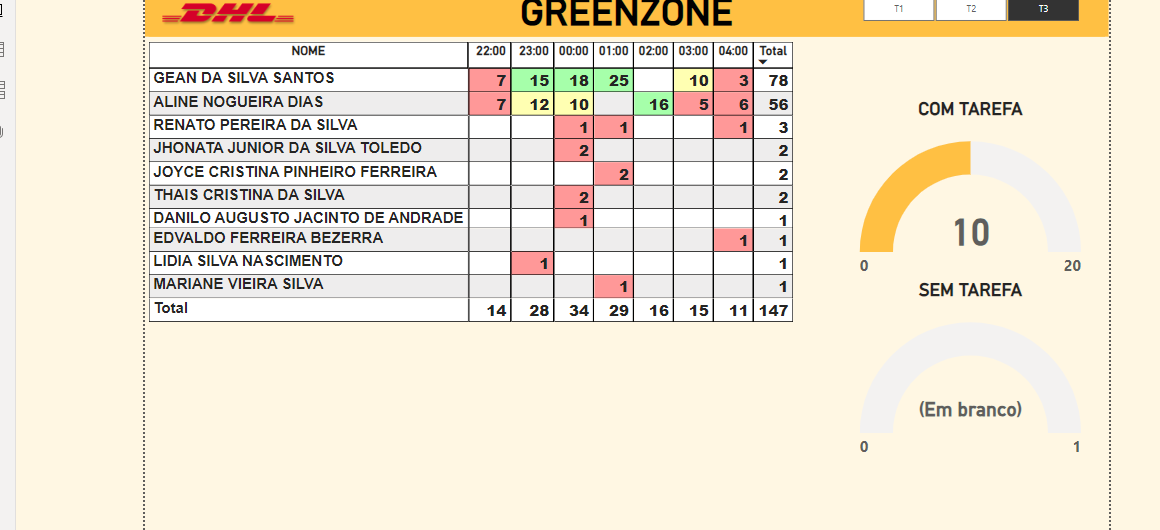 DHL GREENZONE T1 T2 T3
NOME 22:00 23:00 00:00 01:00 02:00 03:00 04:00 Total
GEAN DA SILVA SANTOS 7 15 18 25 10 3 78
ALINE NOGUEIRA DIAS 7 12 10 16 5 6 56
RENATO PEREIRA DA SILVA 1 1 1 3
JHONATA JUNIOR DA SILVA TOLEDO 2 2
JOYCE CRISTINA PINHEIRO FERREIRA 2 2
THAIS CRISTINA DA SILVA 2 2
DANILO AUGUSTO JACINTO DE ANDRADE 1 1
EDVALDO FERREIRA BEZERRA 1 1
LIDIA SILVA NASCIMENTO 1 1
MARIANE VIEIRA SILVA 1 1
Total 14 28 34 29 16 15 11 147
COM TAREFA
10
0 20
SEM TAREFA
(Em branco)
0 1